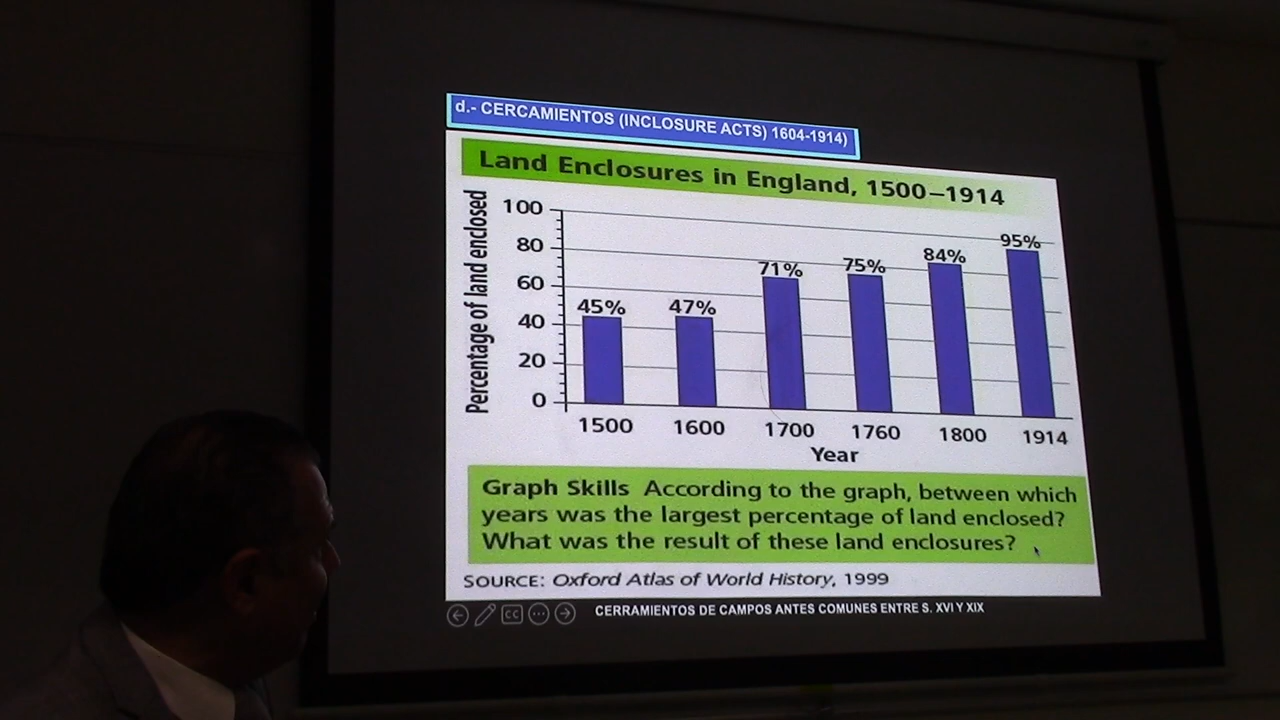 d.- CERCAMIENTOS (INCLOSURE ACTS) 1604-1914)
Land Enclosures in England, 1500–1914
Percentage of land enclosed
100
80
60
40
20
0
45%
47%
71%
75%
84%
95%
1500
1600
1700
1760
1800
1914
Year
Graph Skills According to the graph, between which
years was the largest percentage of land enclosed?
What was the result of these land enclosures?
SOURCE: Oxford Atlas of World History, 1999
CC
CERRAMIENTOS DE CAMPOS ANTES COMUNES ENTRE S. XVI Y XIX